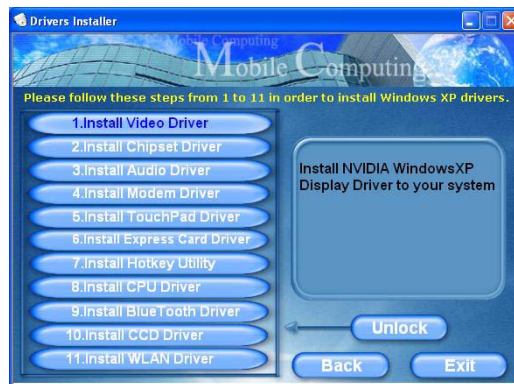 Drivers Installer
Mobile Computing
Mobile Computing
Please follow these steps from 1 to 11 in order to install Windows XP drivers.
1.Install Video Driver
2.Install Chipset Driver
3.Install Audio Driver
4.Install Modem Driver
5.Install TouchPad Driver
6.Install Express Card Driver
7.Install Hotkey Utility
8.Install CPU Driver
9.Install BlueTooth Driver
10.Install CCD Driver
11.Install WLAN Driver
Install NVIDIA WindowsXP
Display Driver to your system
Unlock
Back
Exit